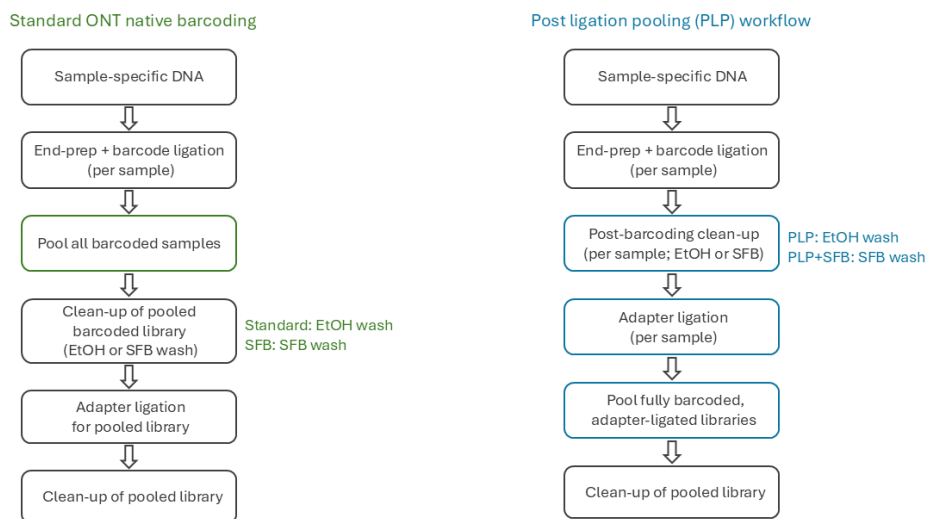 Standard ONT native barcoding
Sample-specific DNA
End-prep + barcode ligation
(per sample)
Pool all barcoded samples
Clean-up of pooled
barcoded library
(EtOH or SFB wash)
Standard: EtOH wash
SFB: SFB wash
Adapter ligation
for pooled library
Clean-up of pooled library
Post ligation pooling (PLP) workflow
Sample-specific DNA
End-prep + barcode ligation
(per sample)
Post-barcoding clean-up
(per sample; EtOH or SFB)
PLP: EtOH wash
PLP+SFB: SFB wash
Adapter ligation
(per sample)
Pool fully barcoded,
adapter-ligated libraries
Clean-up of pooled library